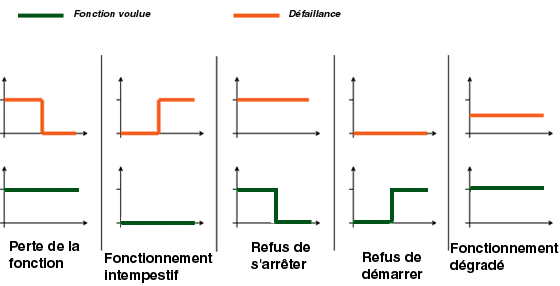 Fonction voulue
Défaillance
Perte de la
fonction
Fonctionnement
intempestif
Refus de
s'arrêter
Refus de
démarrer
Fonctionnement
dégradé